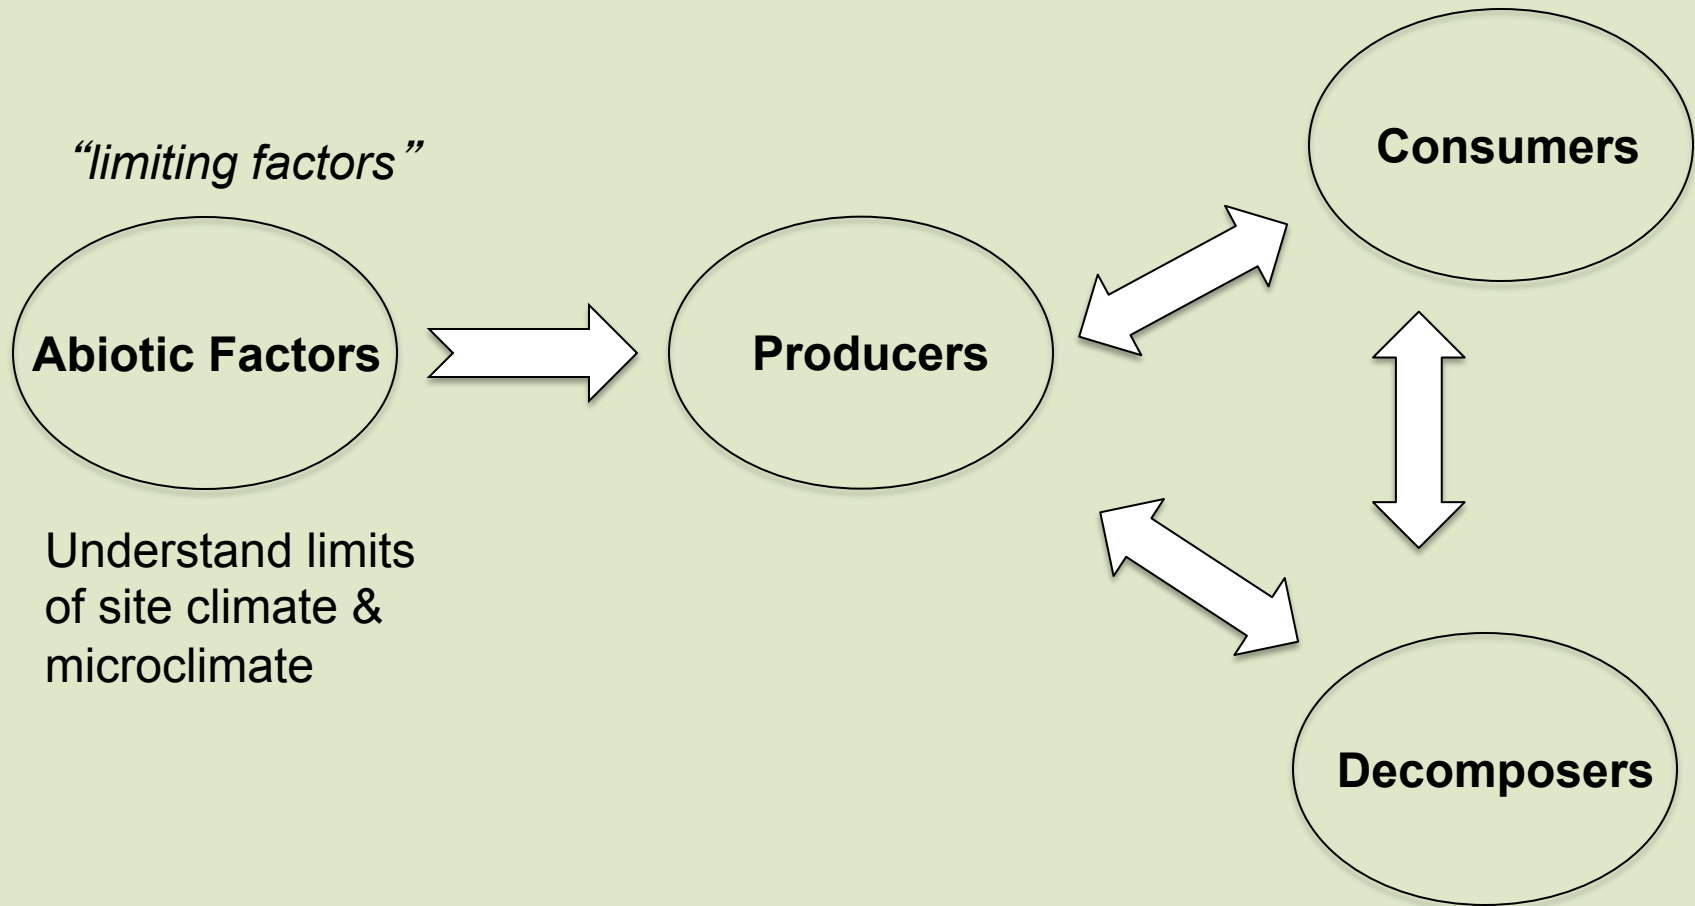 “limiting factors”
Abiotic Factors
Understand limits
of site climate &
microclimate
Producers
Consumers
Decomposers